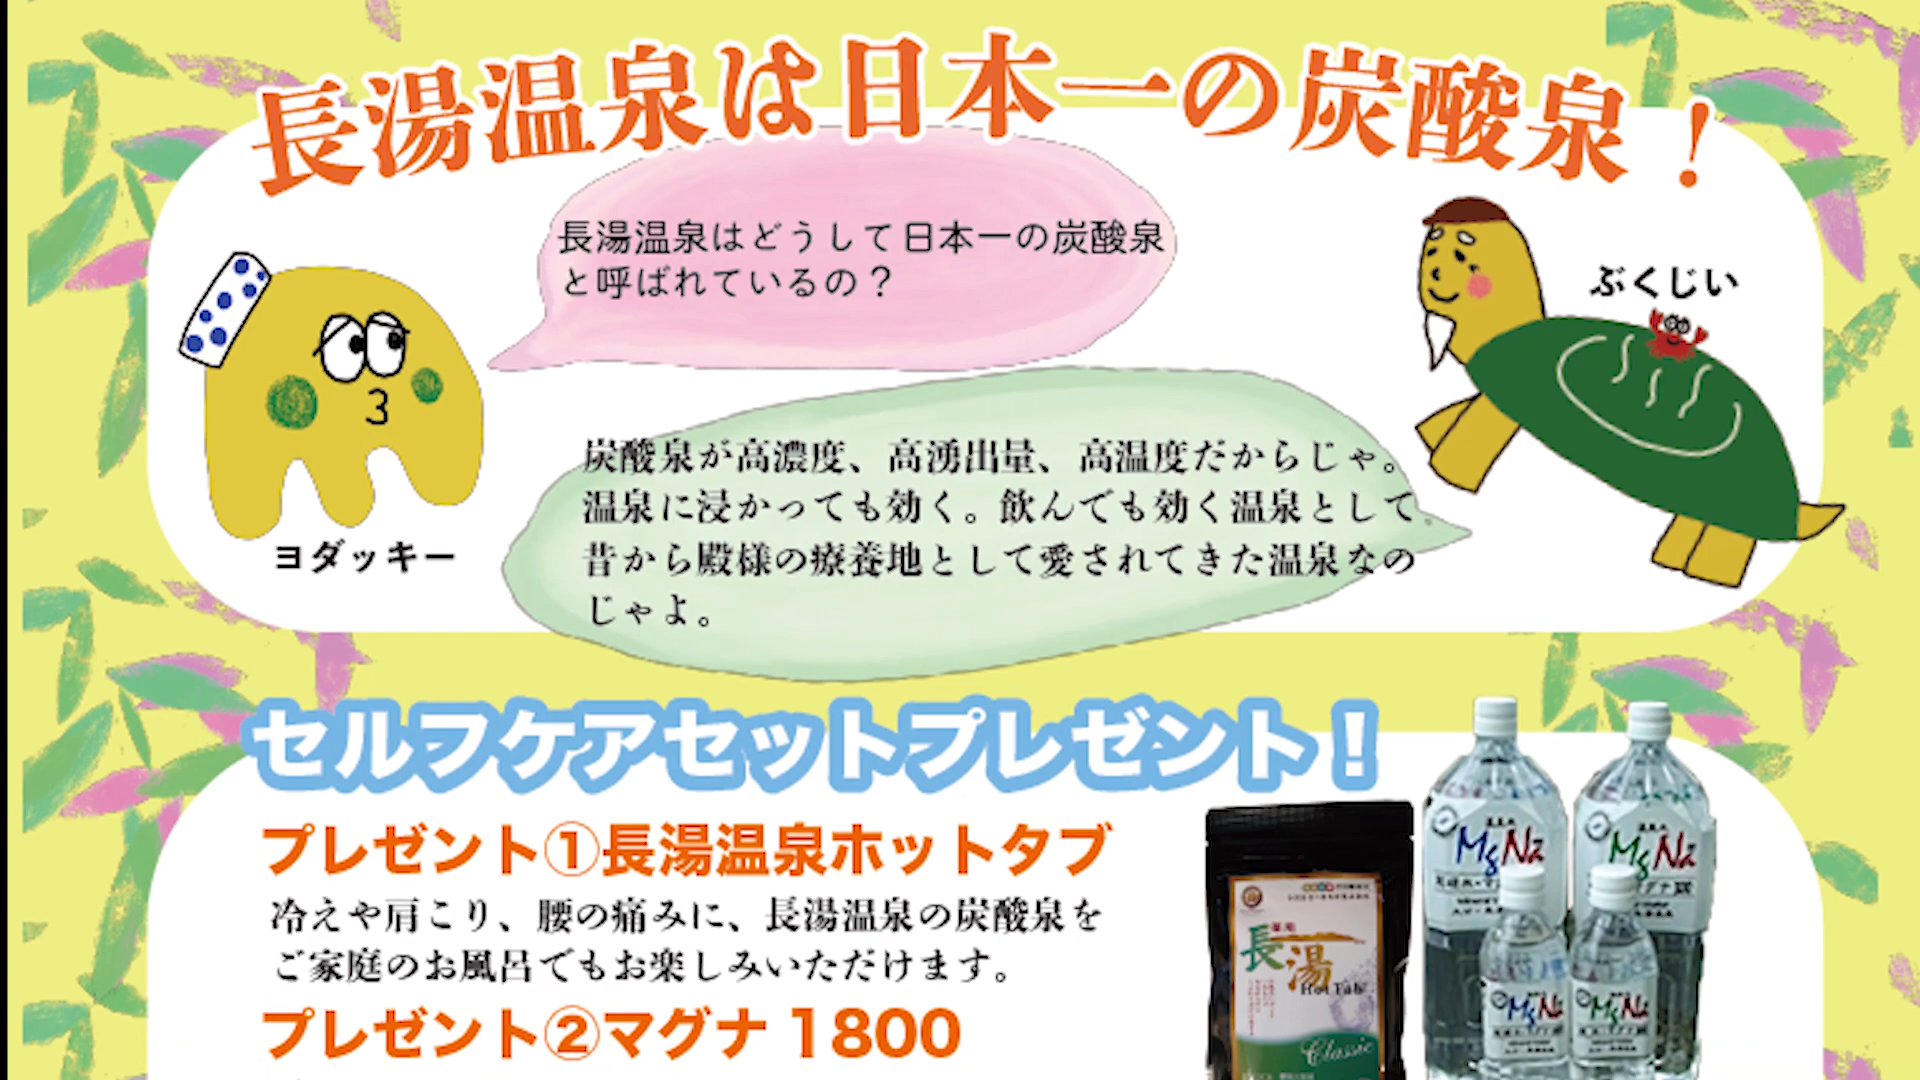 長湯温泉は日本一の炭酸泉！
長湯温泉はどうして日本一の炭酸泉
と呼ばれているの？
ぶくじい
炭酸泉が高濃度、高湧出量、高温度だからじゃ。
温泉に浸かっても効く。飲んでも効く温泉として
昔から殿様の療養地として愛されてきた温泉なの
じゃよ。
ヨダッキー
セルフケアセットプレゼント！
プレゼント①長湯温泉ホットタブ
冷えや肩こり、腰の痛みに、長湯温泉の炭酸泉を
ご家庭のお風呂でもお楽しみいただけます。
プレゼント②マグナ1800
薬用
長湯
Hot Tab
Classic
MgNa
MgNa
MgNa
MgNa